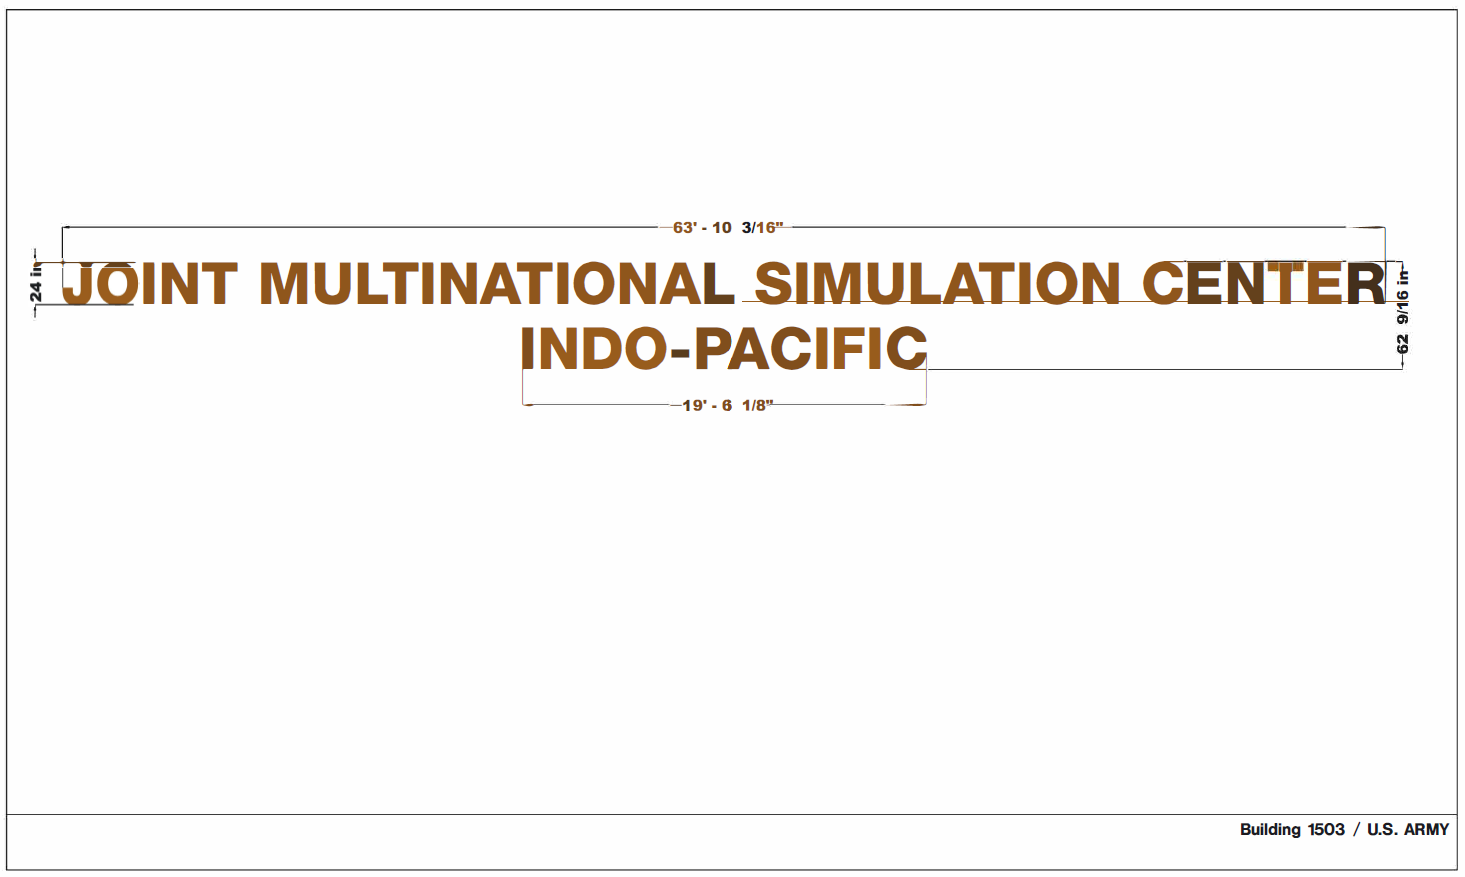 63' - 10 3/16"
24 in
JOINT MULTINATIONAL SIMULATION CENTER
62 9/16 in
INDO-PACIFIC
19' - 6 1/8"
Building 1503 / U.S. ARMY